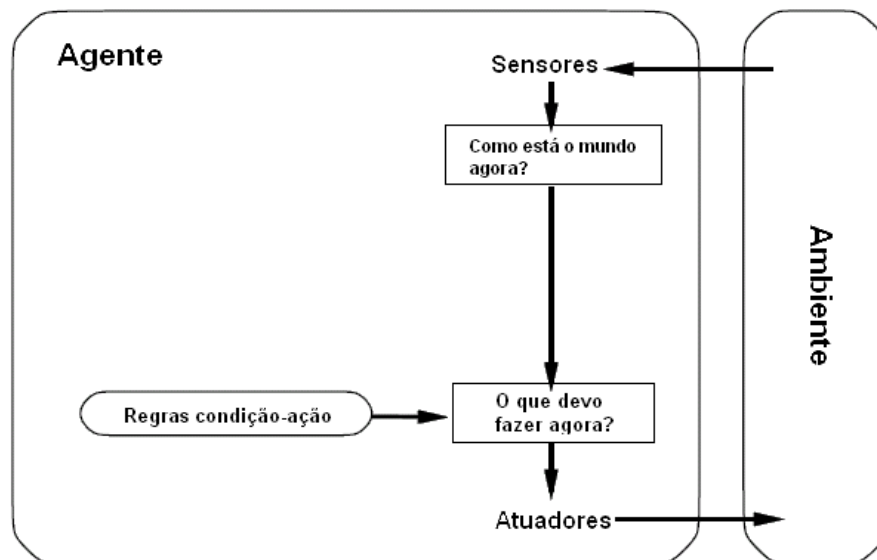 Agente
Sensores
Como está o mundo
agora?
Ambiente
Regras condição-ação
O que devo
fazer agora?
Atuadores